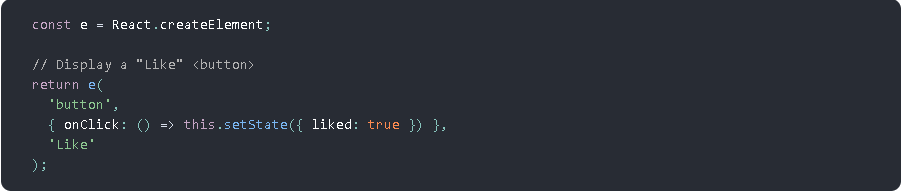 const e = React.createElement;

// Display a "Like" <button>
return e(
  'button',
  { onClick: () => this.setState({ liked: true }) },
  'Like'
);